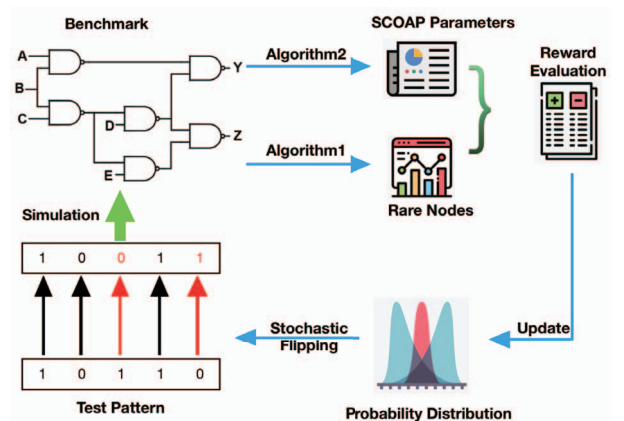 Benchmark
SCOAP Parameters
Reward
Evaluation
A
B
C
D
E
Y
Z
Algorithm2
Algorithm1
Rare Nodes
Simulation
1 0 0 1 1
1 0 1 1 0
Test Pattern
Stochastic
Flipping
Update
Probability Distribution